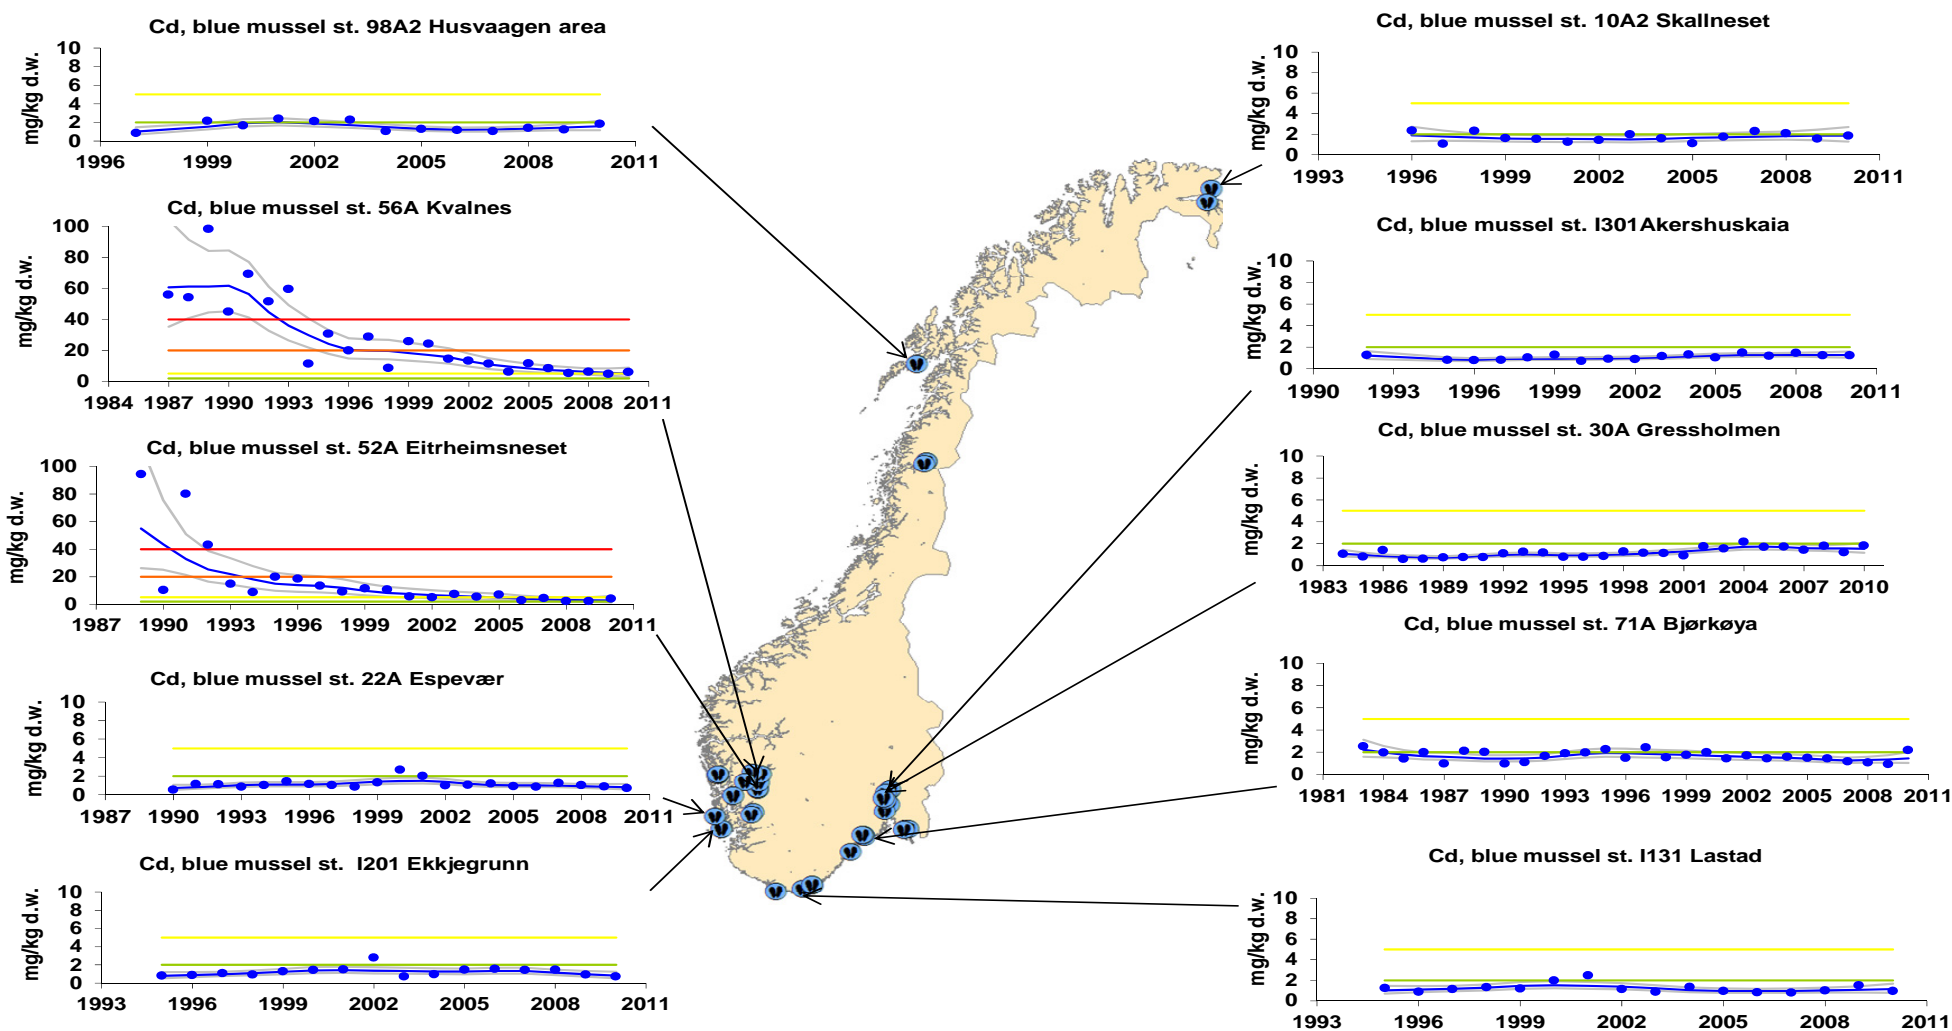 Cd, blue mussel st. 98A2 Husvaagen area
mg/kg d.w.
10
8
6
4
2
0
1996 1999 2002 2005 2008 2011
Cd, blue mussel st. 56A Kvalnes
mg/kg d.w.
100
80
60
40
20
0
1984 1987 1990 1993 1996 1999 2002 2005 2008 2011
Cd, blue mussel st. 52A Eitrheimsneset
mg/kg d.w.
100
80
60
40
20
0
1987 1990 1993 1996 1999 2002 2005 2008 2011
Cd, blue mussel st. 22A Espevær
mg/kg d.w.
10
8
6
4
2
0
1987 1990 1993 1996 1999 2002 2005 2008 2011
Cd, blue mussel st. I201 Ekkjegrunn
mg/kg d.w.
10
8
6
4
2
0
1993 1996 1999 2002 2005 2008 2011
Cd, blue mussel st. 10A2 Skallneset
mg/kg d.w.
10
8
6
4
2
0
1993 1996 1999 2002 2005 2008 2011
Cd, blue mussel st. I301Akershuskaia
mg/kg d.w.
10
8
6
4
2
0
1990 1993 1996 1999 2002 2005 2008 2011
Cd, blue mussel st. 30A Gressholmen
mg/kg d.w.
10
8
6
4
2
0
1983 1986 1989 1992 1995 1998 2001 2004 2007 2010
Cd, blue mussel st. 71A Bjørkøya
mg/kg d.w.
10
8
6
4
2
0
1981 1984 1987 1990 1993 1996 1999 2002 2005 2008 2011
Cd, blue mussel st. I131 Lastad
mg/kg d.w.
10
8
6
4
2
0
1993 1996 1999 2002 2005 2008 2011